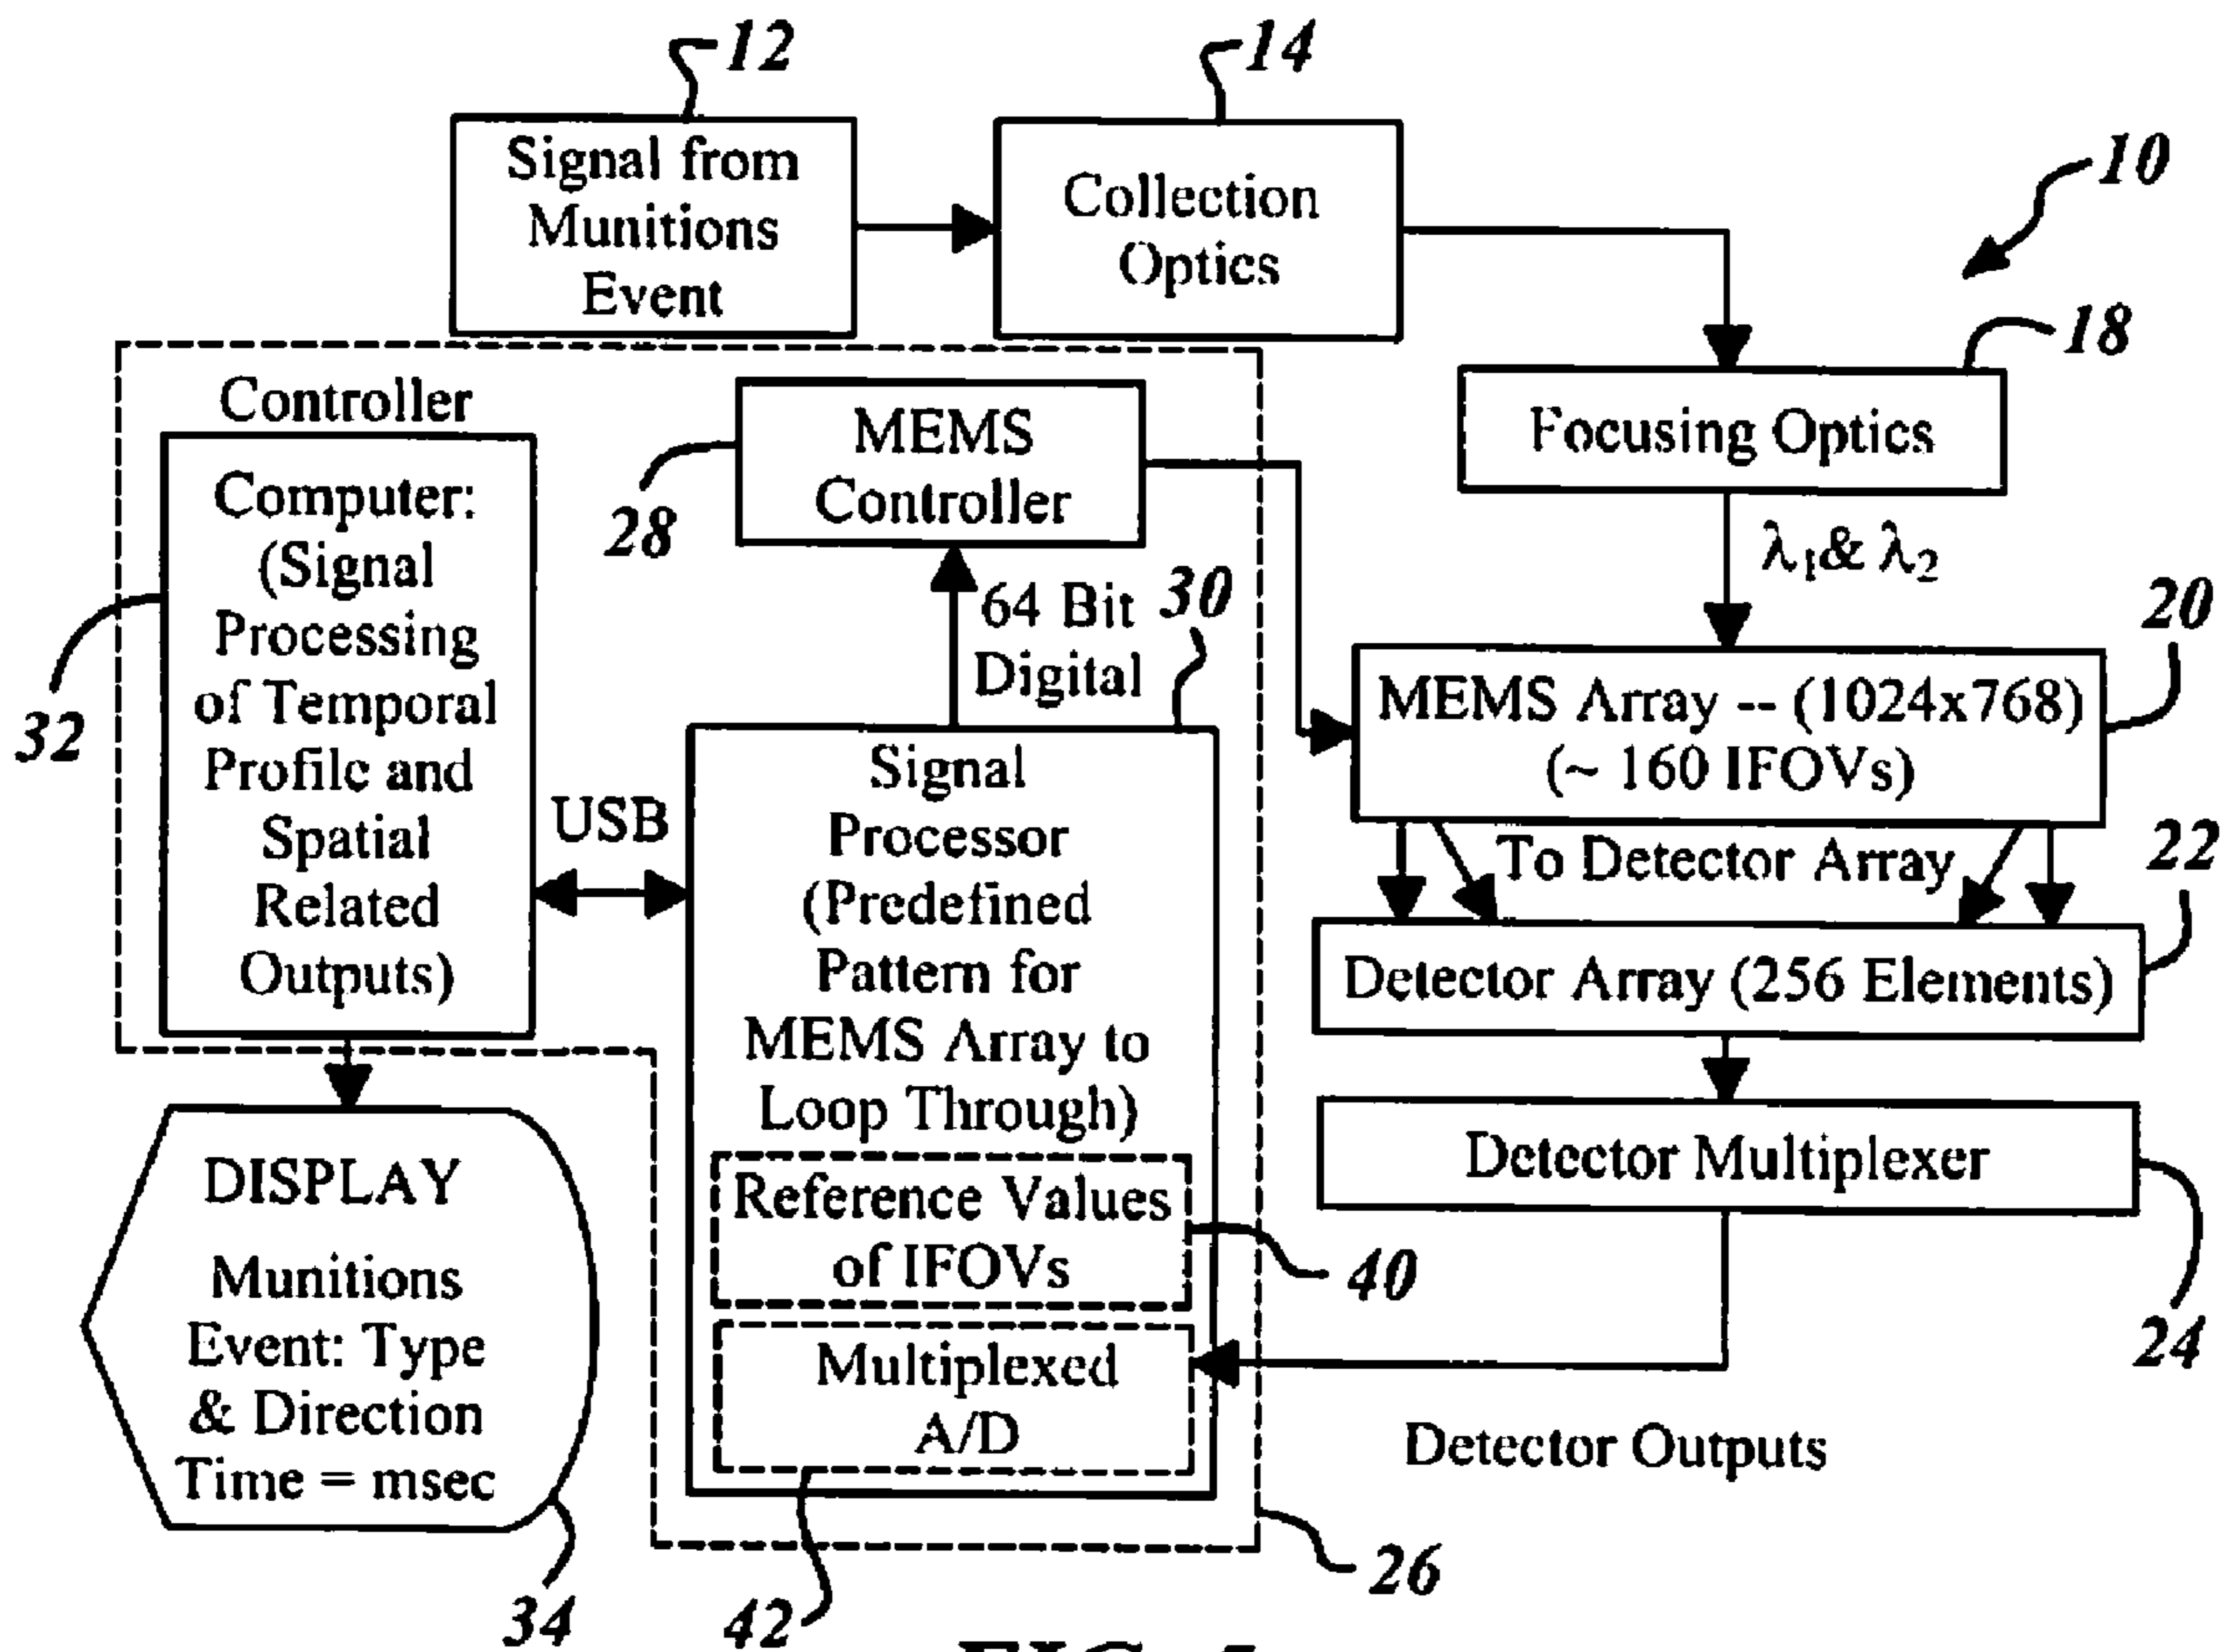 12
14
10
Signal from
Munitions
Event
Collection
Optics
18
Focusing Optics
λ1& λ2
Controller
Computer:
(Signal
Processing
of Temporal
Profile and
Spatial
Related
Outputs)
32
MEMS
Controller
28
64 Bit
Digital
30
USB
Signal
Processor
(Predefined
Pattern for
MEMS Array to
Loop Through)
Reference Values
of IFOVs
40
Multiplexed
A/D
42
26
20
MEMS Array -- (1024x768)
(~ 160 IFOVs)
To Detector Array
22
Detector Array (256 Elements)
Detector Multiplexer
24
Detector Outputs
DISPLAY
Munitions
Event: Type
& Direction
Time = msec
34